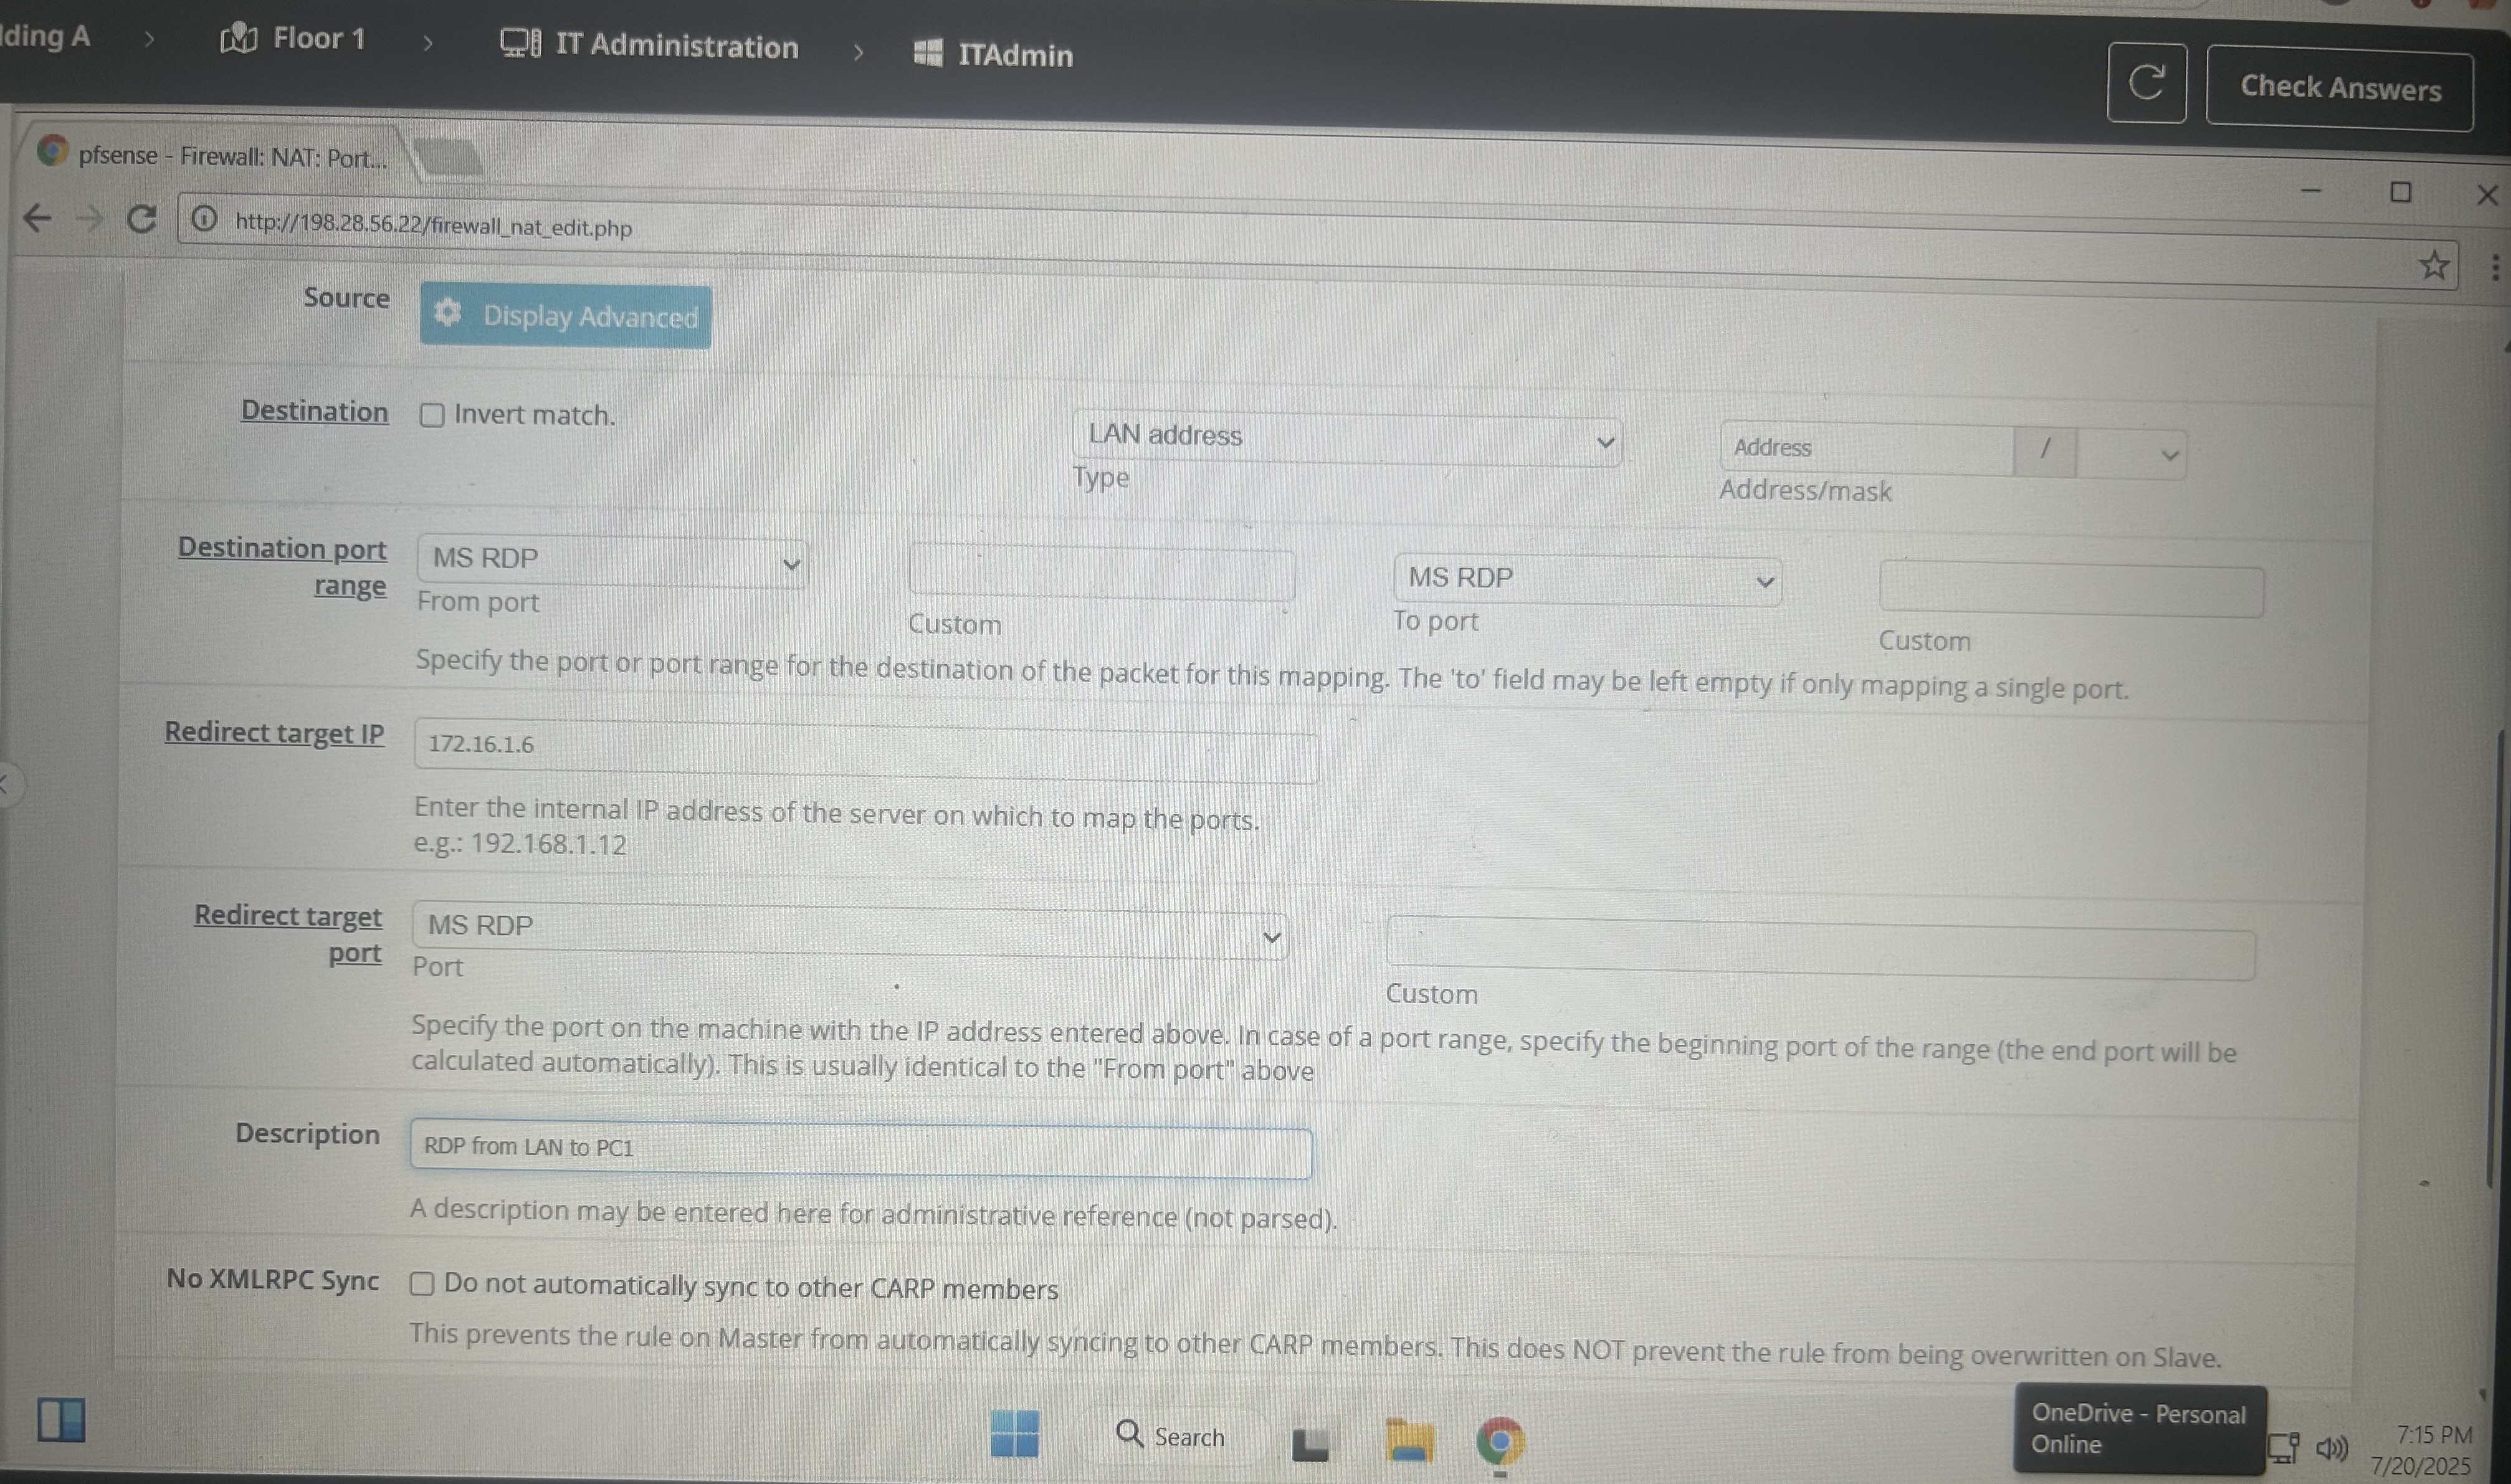 lding A > Floor 1 > IT Administration > ITAdmin
Check Answers
pfsense - Firewall: NAT: Port...
http://198.28.56.22/firewall_nat_edit.php
Source Display Advanced
Destination Invert match. LAN address Address /
Type Address/mask
Destination port range MS RDP MS RDP
From port Custom To port Custom
Specify the port or port range for the destination of the packet for this mapping. The 'to' field may be left empty if only mapping a single port.
Redirect target IP 172.16.1.6
Enter the internal IP address of the server on which to map the ports.
e.g.: 192.168.1.12
Redirect target port MS RDP
Port Custom
Specify the port on the machine with the IP address entered above. In case of a port range, specify the beginning port of the range (the end port will be
calculated automatically). This is usually identical to the "From port" above
Description RDP from LAN to PC1
A description may be entered here for administrative reference (not parsed).
No XMLRPC Sync Do not automatically sync to other CARP members
This prevents the rule on Master from automatically syncing to other CARP members. This does NOT prevent the rule from being overwritten on Slave.
Search
OneDrive - Personal
Online
7:15 PM
7/20/2025